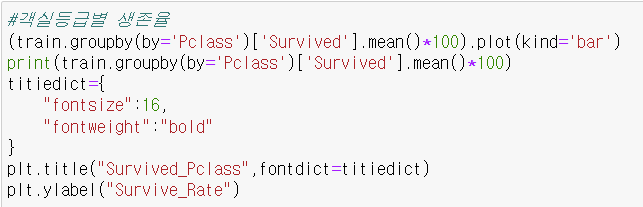 #객실등급별 생존율
(train.groupby(by='Pclass')['Survived'].mean()*100).plot(kind='bar')
print(train.groupby(by='Pclass')['Survived'].mean()*100)
titiedict={
    "fontsize":16,
    "fontweight":"bold"
}
plt.title("Survived_Pclass",fontdict=titiedict)
plt.ylabel("Survive_Rate")